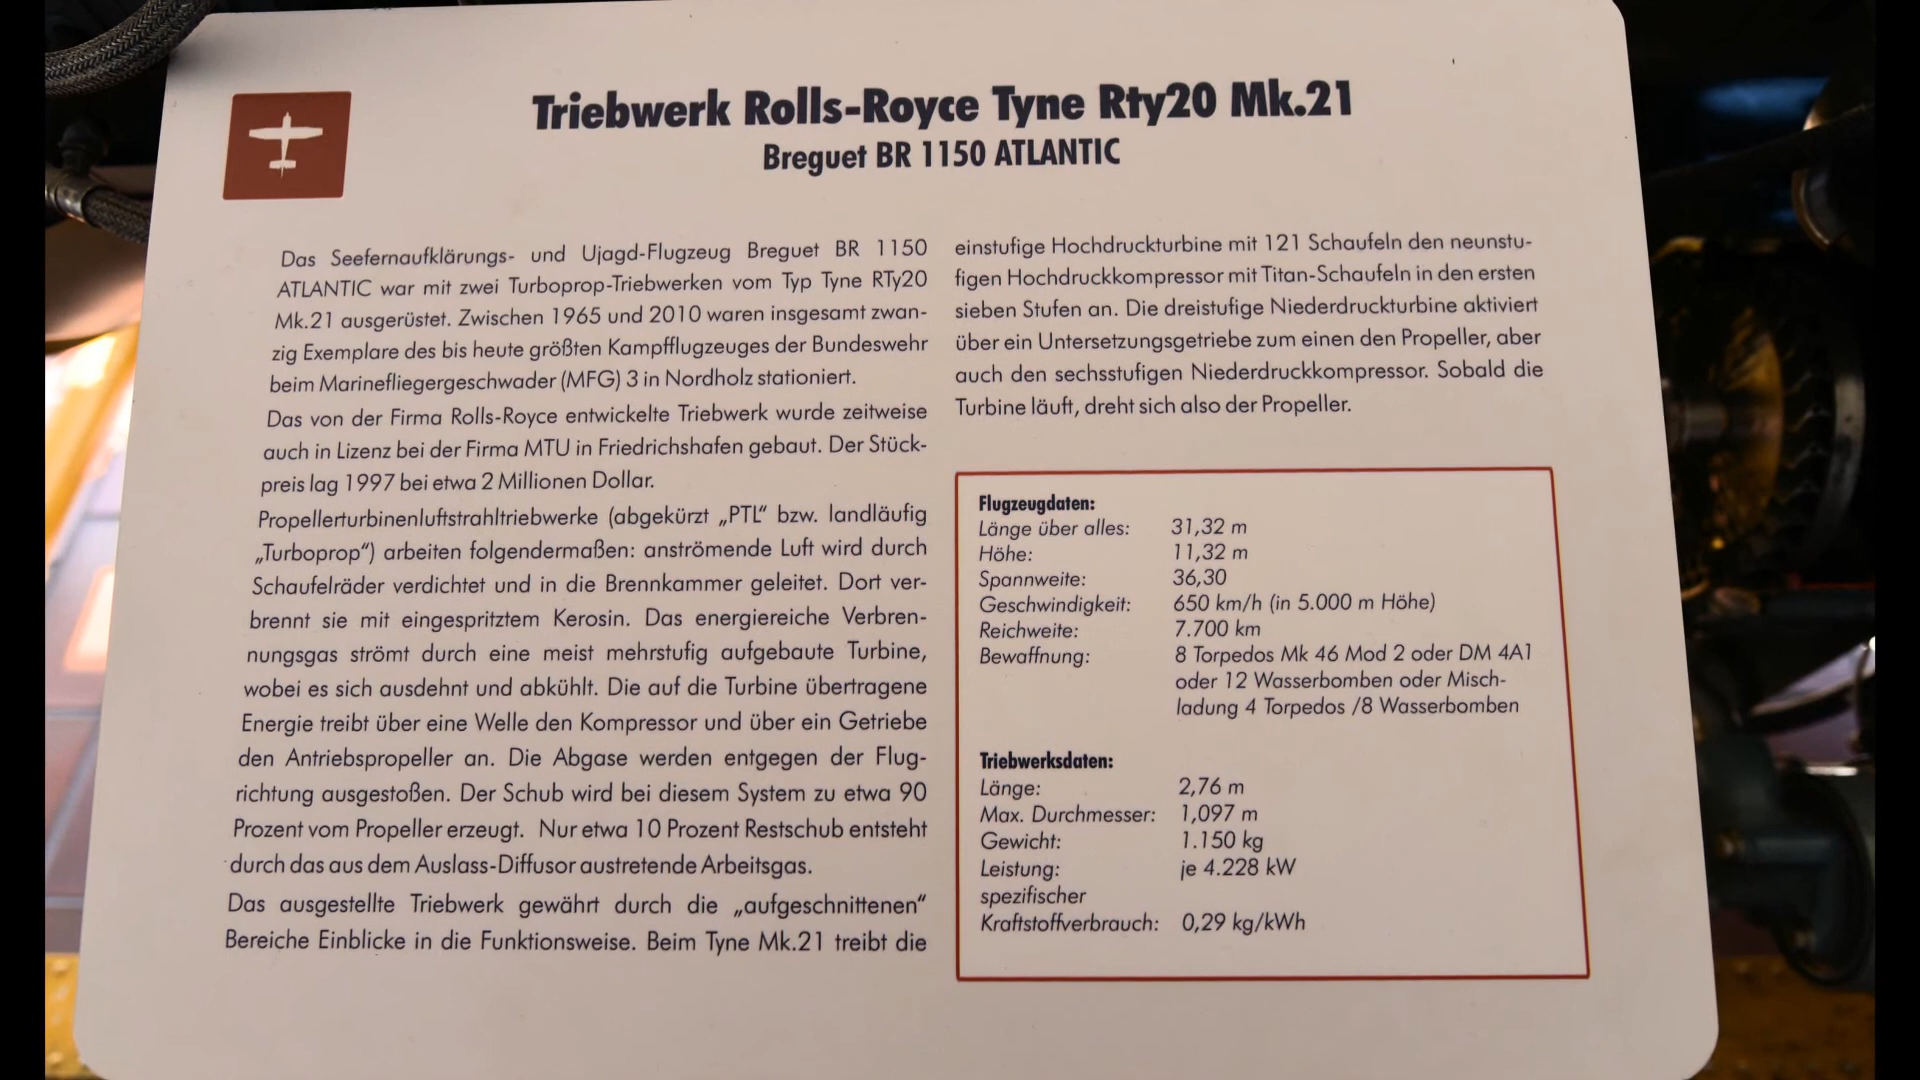 Triebwerk Rolls-Royce Tyne Rty20 Mk.21
Breguet BR 1150 ATLANTIC
Das Seefernaufklärungs- und Ujagd-Flugzeug Breguet BR 1150
ATLANTIC war mit zwei Turboprop-Triebwerken vom Typ Tyne RTy20
Mk.21 ausgerüstet. Zwischen 1965 und 2010 waren insgesamt zwan-
zig Exemplare des bis heute größten Kampfflugzeuges der Bundeswehr
beim Marinefliegergeschwader (MFG) 3 in Nordholz stationiert.
Das von der Firma Rolls-Royce entwickelte Triebwerk wurde zeitweise
auch in Lizenz bei der Firma MTU in Friedrichshafen gebaut. Der Stück-
preis lag 1997 bei etwa 2 Millionen Dollar.
Propellerturbinenluftstrahltriebwerke (abgekürzt „PTL“ bzw. landläufig
„Turboprop“) arbeiten folgendermaßen: anströmende Luft wird durch
Schaufelräder verdichtet und in die Brennkammer geleitet. Dort ver-
brennt sie mit eingespritztem Kerosin. Das energiereiche Verbren-
nungsgas strömt durch eine meist mehrstufig aufgebaute Turbine,
wobei es sich ausdehnt und abkühlt. Die auf die Turbine übertragene
Energie treibt über eine Welle den Kompressor und über ein Getriebe
den Antriebspropeller an. Die Abgase werden entgegen der Flug-
richtung ausgestoßen. Der Schub wird bei diesem System zu etwa 90
Prozent vom Propeller erzeugt. Nur etwa 10 Prozent Restschub entsteht
durch das aus dem Auslass-Diffusor austretende Arbeitsgas.
Das ausgestellte Triebwerk gewährt durch die „aufgeschnittenen“
Bereiche Einblicke in die Funktionsweise. Beim Tyne Mk.21 treibt die
einstufige Hochdruckturbine mit 121 Schaufeln den neunstu-
figen Hochdruckkompressor mit Titan-Schaufeln in den ersten
sieben Stufen an. Die dreistufige Niederdruckturbine aktiviert
über ein Untersetzungsgetriebe zum einen den Propeller, aber
auch den sechsstufigen Niederdruckkompressor. Sobald die
Turbine läuft, dreht sich also der Propeller.
Flugzeugdaten:
Länge über alles: 31,32 m
Höhe: 11,32 m
Spannweite: 36,30
Geschwindigkeit: 650 km/h (in 5.000 m Höhe)
Reichweite: 7.700 km
Bewaffnung: 8 Torpedos Mk 46 Mod 2 oder DM 4A1
oder 12 Wasserbomben oder Misch-
ladung 4 Torpedos /8 Wasserbomben
Triebwerksdaten:
Länge: 2,76 m
Max. Durchmesser: 1,097 m
Gewicht: 1.150 kg
Leistung: je 4.228 kW
spezifischer
Kraftstoffverbrauch: 0,29 kg/kWh